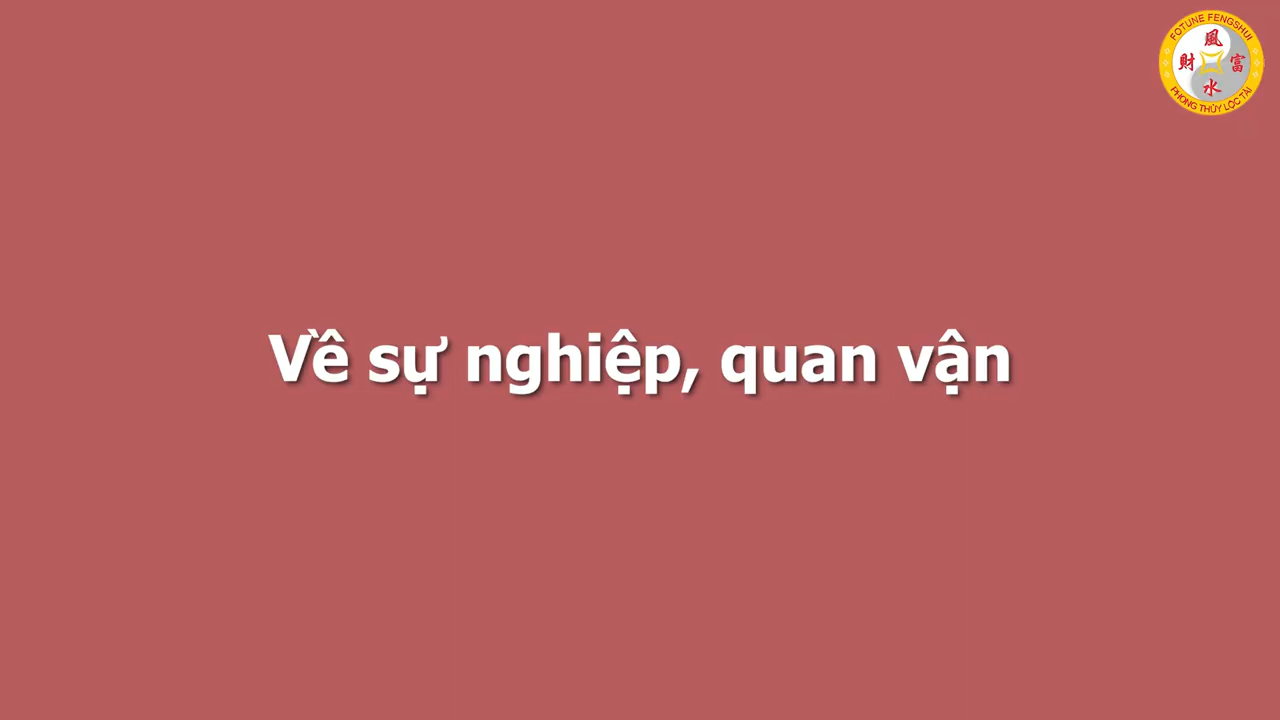 FOTUNE FENGSHUI
風
財 富
水
PHONG THỦY LỘC TÀI
Về sự nghiệp, quan vận